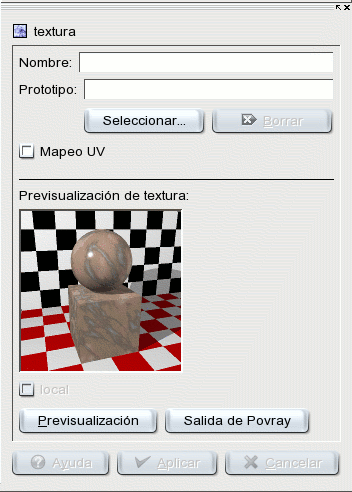 textura
Nombre:
Prototipo:
Seleccionar...
Borrar
Mapeo UV
Previsualización de textura:
local
Previsualización
Salida de Povray
Ayuda
Aplicar
Cancelar